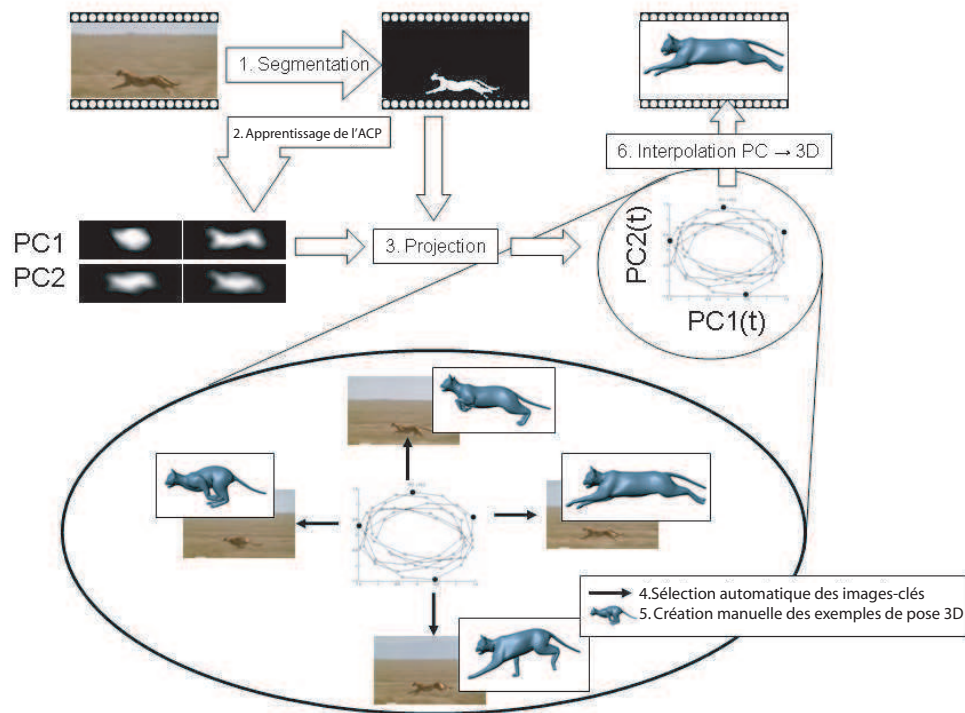 1. Segmentation
2. Apprentissage de l'ACP
6. Interpolation PC → 3D
PC1
PC2
3. Projection
PC2(t)
PC1(t)
4.Sélection automatique des images-clés
5. Création manuelle des exemples de pose 3D